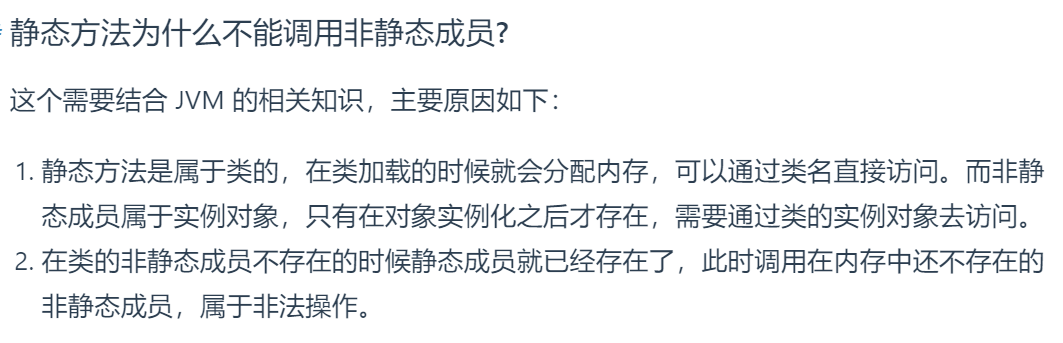 静态方法为什么不能调用非静态成员?
这个需要结合 JVM 的相关知识，主要原因如下：
1. 静态方法是属于类的，在类加载的时候就会分配内存，可以通过类名直接访问。而非静
态成员属于实例对象，只有在对象实例化之后才存在，需要通过类的实例对象去访问。
2. 在类的非静态成员不存在的时候静态成员就已经存在了，此时调用在内存中还不存在的
非静态成员，属于非法操作。